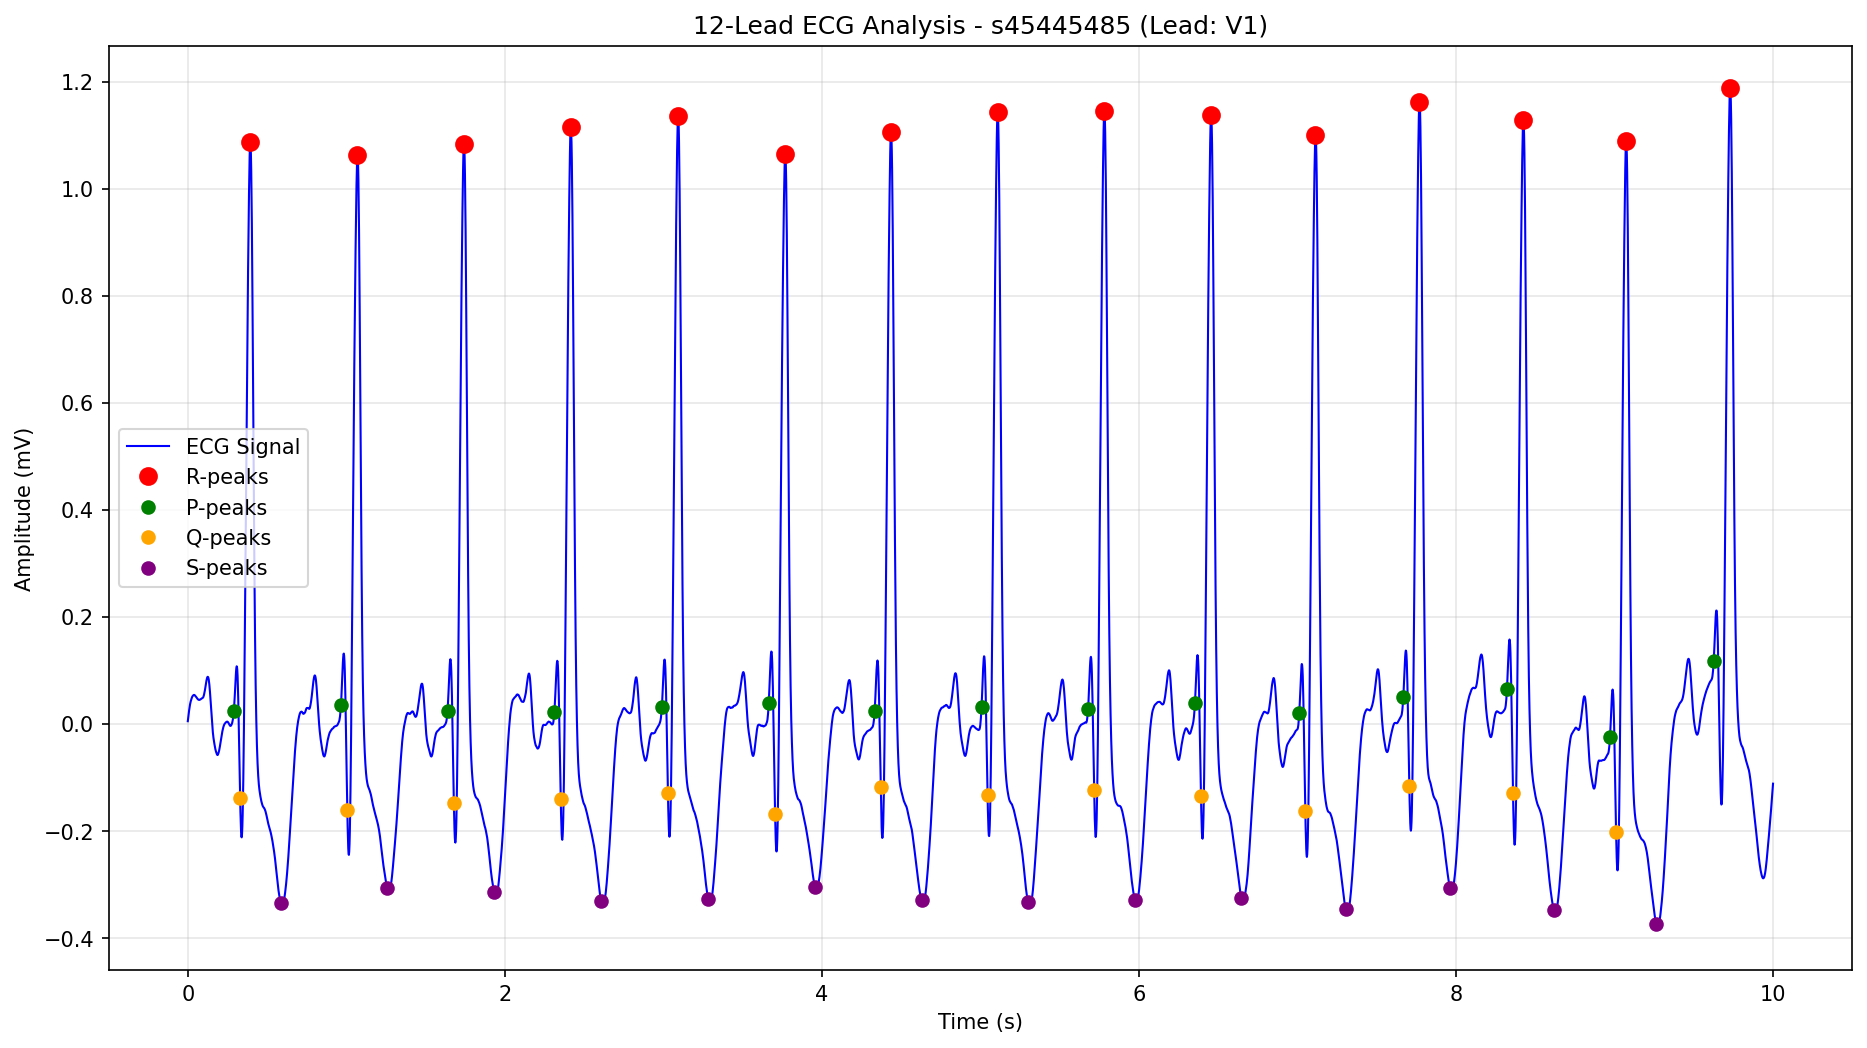 12-Lead ECG Analysis - s45445485 (Lead: V1)
1.2
1.0
0.8
0.6
0.4
0.2
0.0
−0.2
−0.4
Amplitude (mV)
ECG Signal
R-peaks
P-peaks
Q-peaks
S-peaks
0 2 4 6 8 10
Time (s)